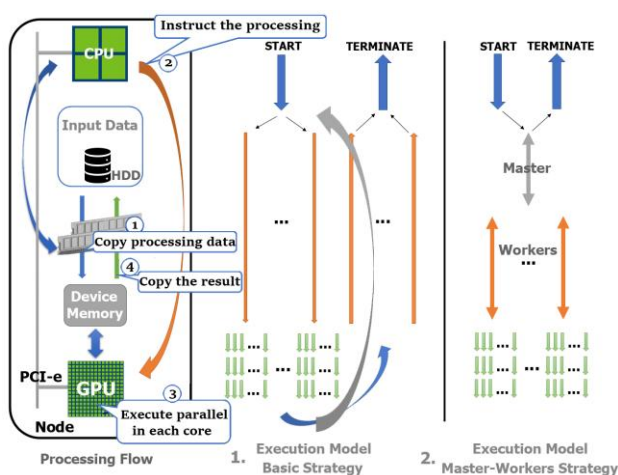 Instruct the processing
CPU
2
Input Data
HDD
1
Copy processing data
4
Copy the result
Device
Memory
PCI-e
GPU
3
Execute parallel
in each core
Node
Processing Flow
START
TERMINATE
...
...
... ...
... ... ...
... ...
1.
Execution Model
Basic Strategy
START
TERMINATE
Master
Workers
...
... ...
... ... ...
... ...
2.
Execution Model
Master-Workers Strategy